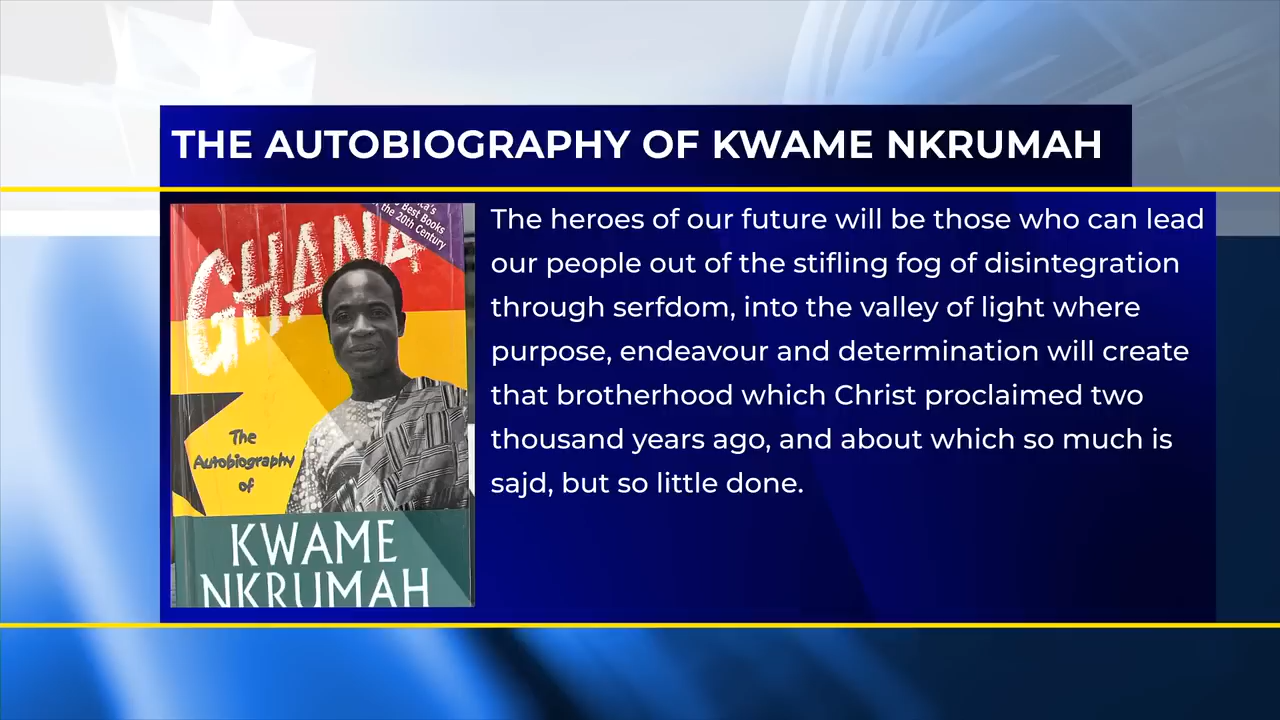 THE AUTOBIOGRAPHY OF KWAME NKRUMAH
Best Books
the 20th Century
GHANA
The
Autobiography
of
KWAME
NKRUMAH
The heroes of our future will be those who can lead
our people out of the stifling fog of disintegration
through serfdom, into the valley of light where
purpose, endeavour and determination will create
that brotherhood which Christ proclaimed two
thousand years ago, and about which so much is
sajd, but so little done.